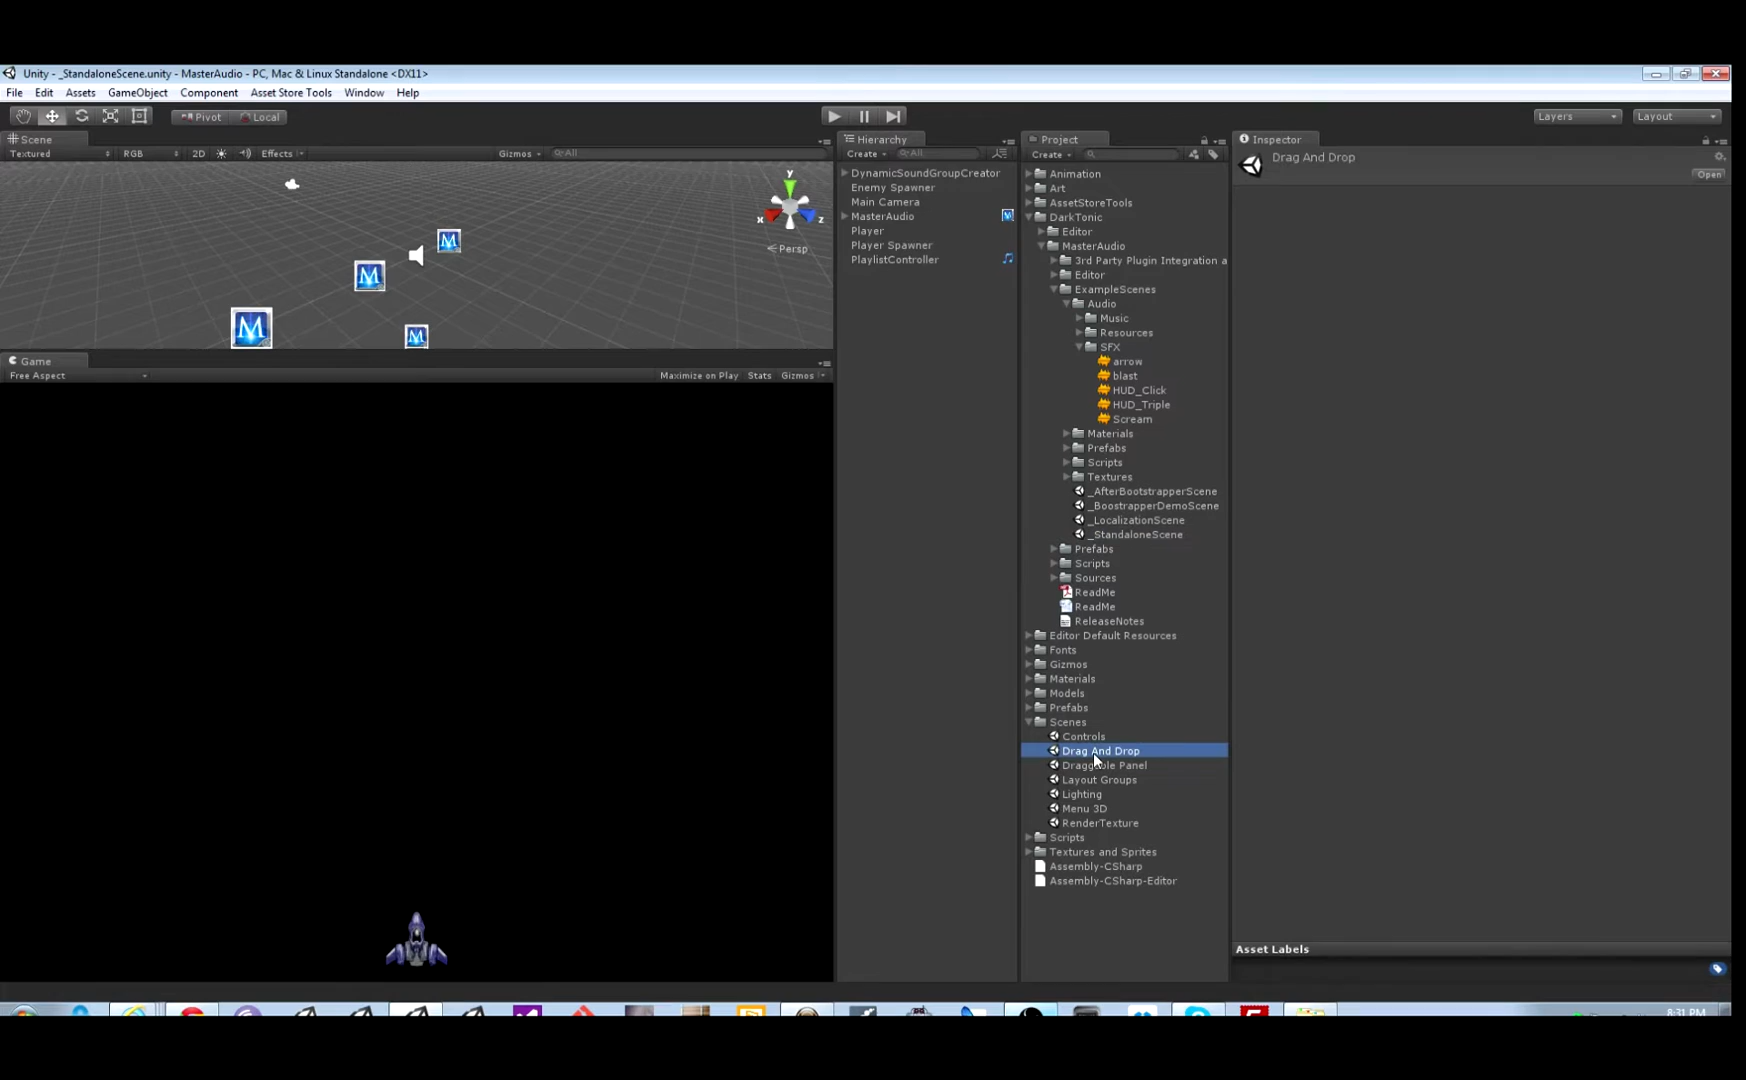 Unity - _StandaloneScene.unity - MasterAudio - PC, Mac & Linux Standalone <DX11>
File Edit Assets GameObject Component Asset Store Tools Window Help
Pivot Local Layers Layout
Scene
Textured RGB 2D Effects Gizmos All
y
x z
Persp
M
M
M
M
Game
Free Aspect Maximize on Play Stats Gizmos
Hierarchy
Create All
DynamicSoundGroupCreator
Enemy Spawner
Main Camera
MasterAudio
Player
Player Spawner
PlaylistController
Project
Create
Animation
Art
AssetStoreTools
DarkTonic
Editor
MasterAudio
3rd Party Plugin Integration a
Editor
ExampleScenes
Audio
Music
Resources
SFX
arrow
blast
HUD_Click
HUD_Triple
Scream
Materials
Prefabs
Scripts
Textures
_AfterBootstrapperScene
_BoostrapperDemoScene
_LocalizationScene
_StandaloneScene
Prefabs
Scripts
Sources
ReadMe
ReadMe
ReleaseNotes
Editor Default Resources
Fonts
Gizmos
Materials
Models
Prefabs
Scenes
Controls
Drag And Drop
Draggable Panel
Layout Groups
Lighting
Menu 3D
RenderTexture
Scripts
Textures and Sprites
Assembly-CSharp
Assembly-CSharp-Editor
Inspector
Drag And Drop
Open
Asset Labels
8:31 PM